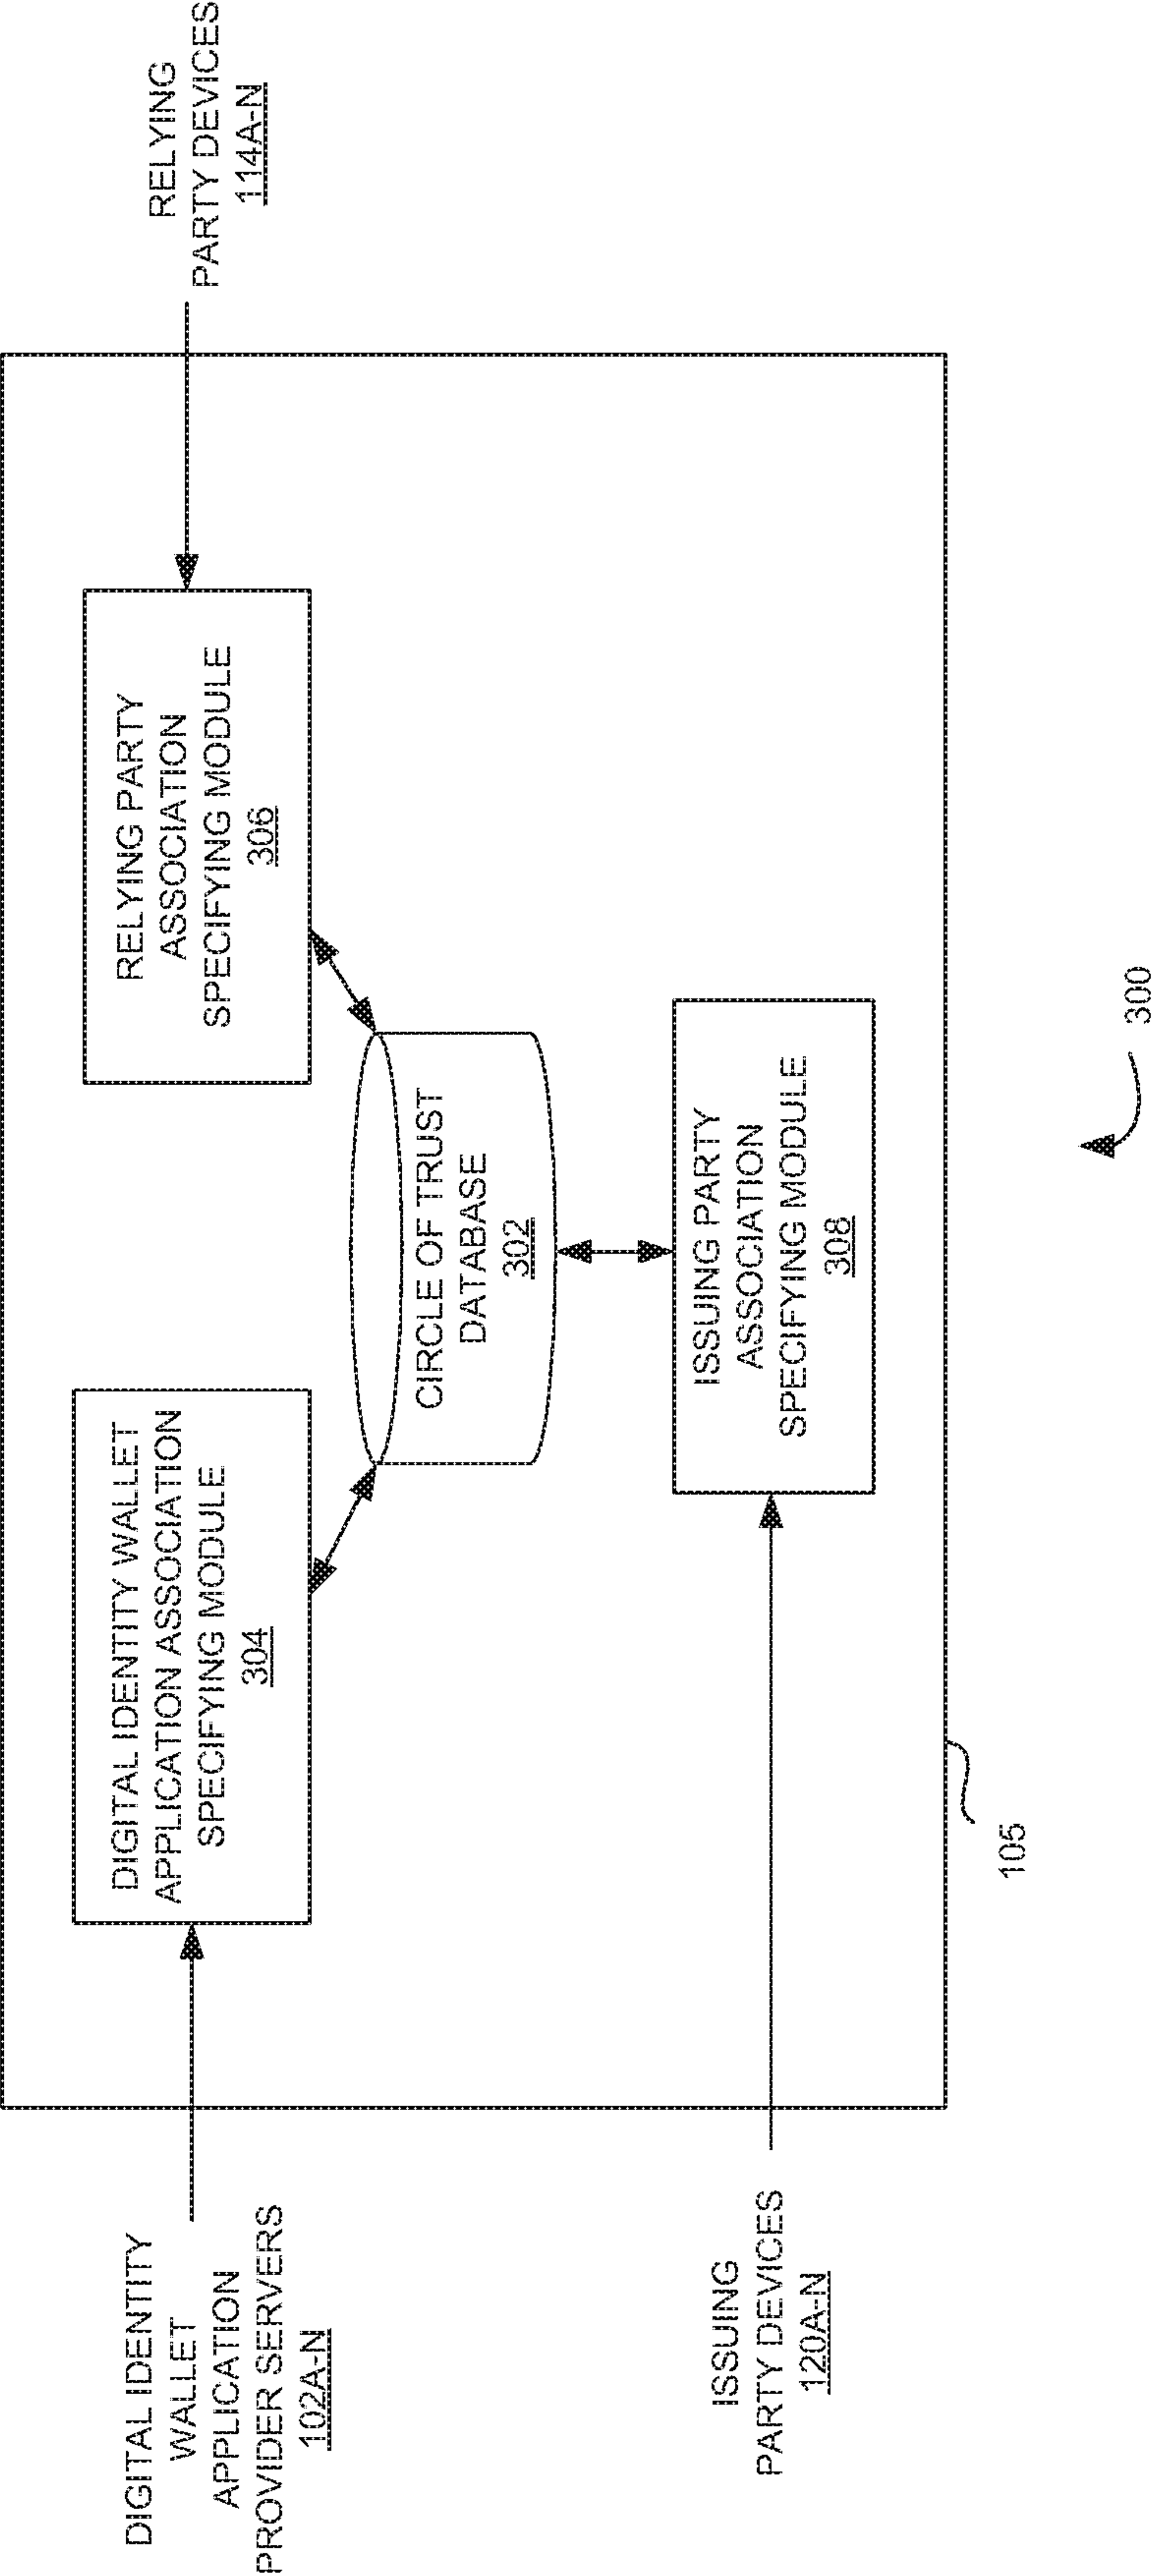 DIGITAL IDENTITY
WALLET
APPLICATION
PROVIDER SERVERS
102A-N
DIGITAL IDENTITY WALLET
APPLICATION ASSOCIATION
SPECIFYING MODULE
304
RELYING PARTY
ASSOCIATION
SPECIFYING MODULE
306
RELYING
PARTY DEVICES
114A-N
CIRCLE OF TRUST
DATABASE
302
ISSUING
PARTY DEVICES
120A-N
ISSUING PARTY
ASSOCIATION
SPECIFYING MODULE
308
105
300